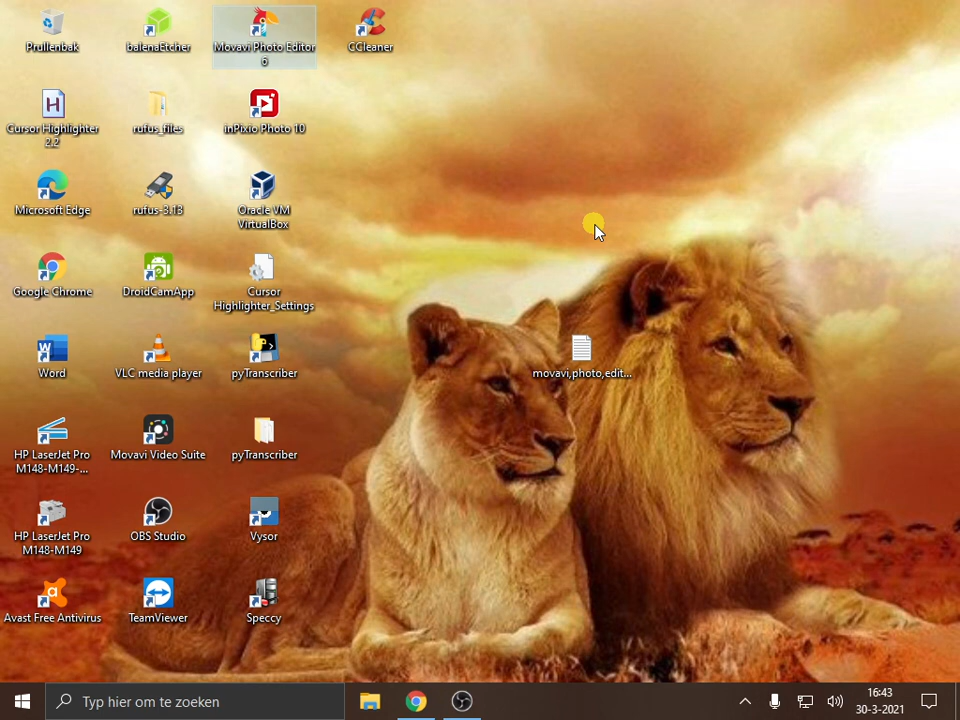 Prullenbak
balenaEtcher
Movavi Photo Editor
6
CCleaner
Cursor Highlighter
2.2
rufus_files
inPixio Photo 10
Microsoft Edge
rufus-3.13
Oracle VM
VirtualBox
Google Chrome
DroidCamApp
Cursor
Highlighter_Settings
Word
VLC media player
pyTranscriber
movavi,photo,edit...
HP LaserJet Pro
M148-M149-...
Movavi Video Suite
pyTranscriber
HP LaserJet Pro
M148-M149
OBS Studio
Vysor
Avast Free Antivirus
TeamViewer
Speccy
Typ hier om te zoeken
16:43
30-3-2021